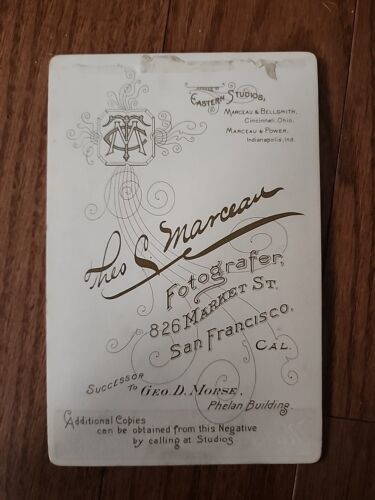 Eastern Studios,
Marceau & Bellsmith,
Cincinnati, Ohio.
Marceau & Power,
Indianapolis, Ind.
Theo C Marceau
Fotografer,
826 Market St.
San Francisco,
Cal.
Successor
to Geo. D. Morse,
Phelan Building.
Additional Copies
can be obtained from this Negative
by calling at Studios